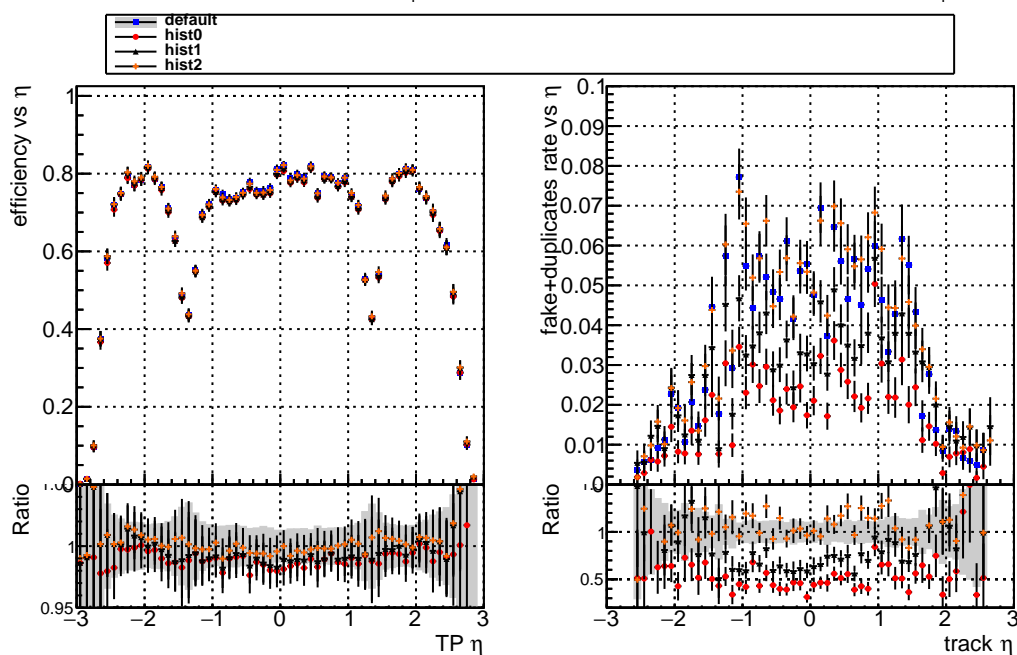 default
hist0
hist1
hist2
efficiency vs η
1
0.8
0.6
0.4
0.2
0
Ratio
1
0.95
−3 −2 −1 0 1 2 3
TP η
fake+duplicates rate vs η
0.1
0.09
0.08
0.07
0.06
0.05
0.04
0.03
0.02
0.01
0
Ratio
1
0.5
−3 −2 −1 0 1 2 3
track η